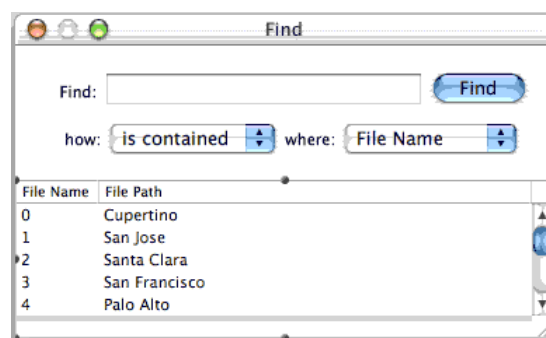 Find
Find: Find
how: is contained where: File Name
File Name File Path
0 Cupertino
1 San Jose
2 Santa Clara
3 San Francisco
4 Palo Alto